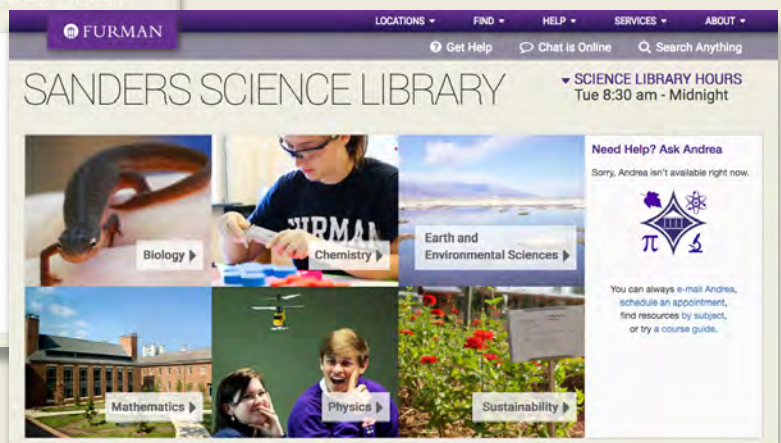 FURMAN
LOCATIONS FIND HELP SERVICES ABOUT
Get Help Chat is Online Search Anything
SANDERS SCIENCE LIBRARY
SCIENCE LIBRARY HOURS
Tue 8:30 am - Midnight
Biology
FURMAN
Chemistry
Earth and
Environmental Sciences
Mathematics
Physics
Sustainability
Need Help? Ask Andrea
Sorry, Andrea isn't available right now.
π
You can always e-mail Andrea,
schedule an appointment,
find resources by subject,
or try a course guide.